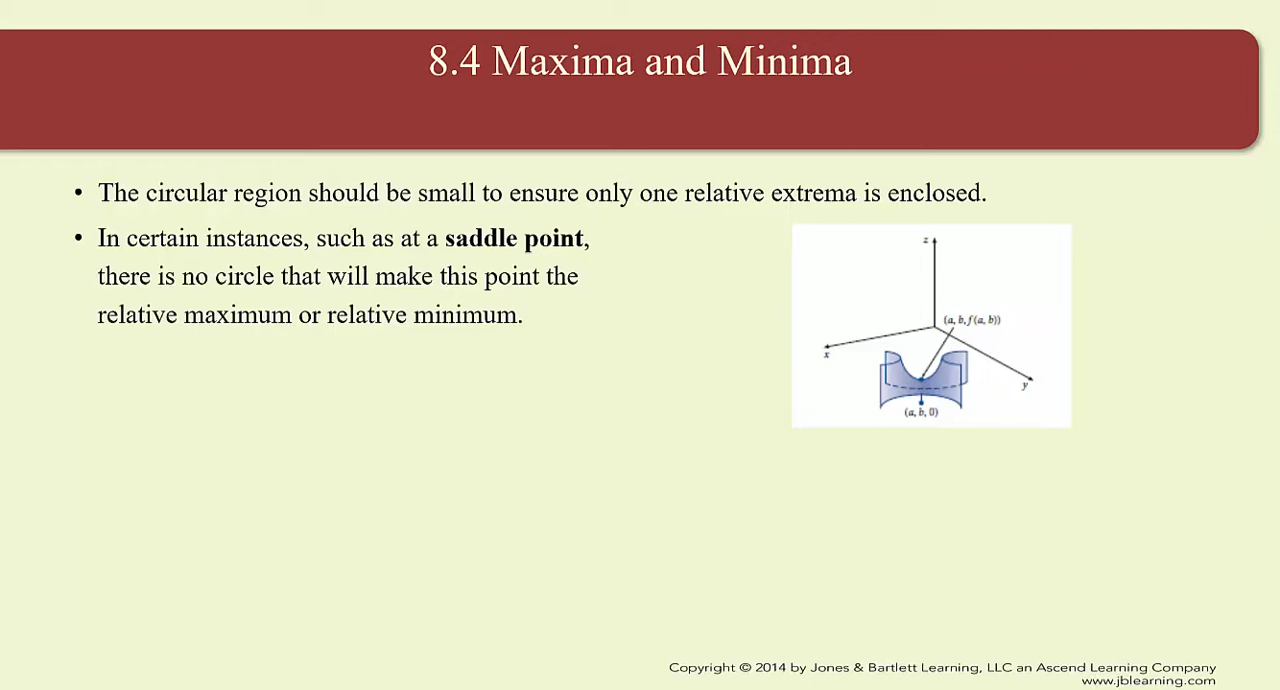 8.4 Maxima and Minima
• The circular region should be small to ensure only one relative extrema is enclosed.
• In certain instances, such as at a saddle point,
there is no circle that will make this point the
relative maximum or relative minimum.
z
(a, b, f(a, b))
x
y
(a, b, 0)
Copyright © 2014 by Jones & Bartlett Learning, LLC an Ascend Learning Company
www.jblearning.com